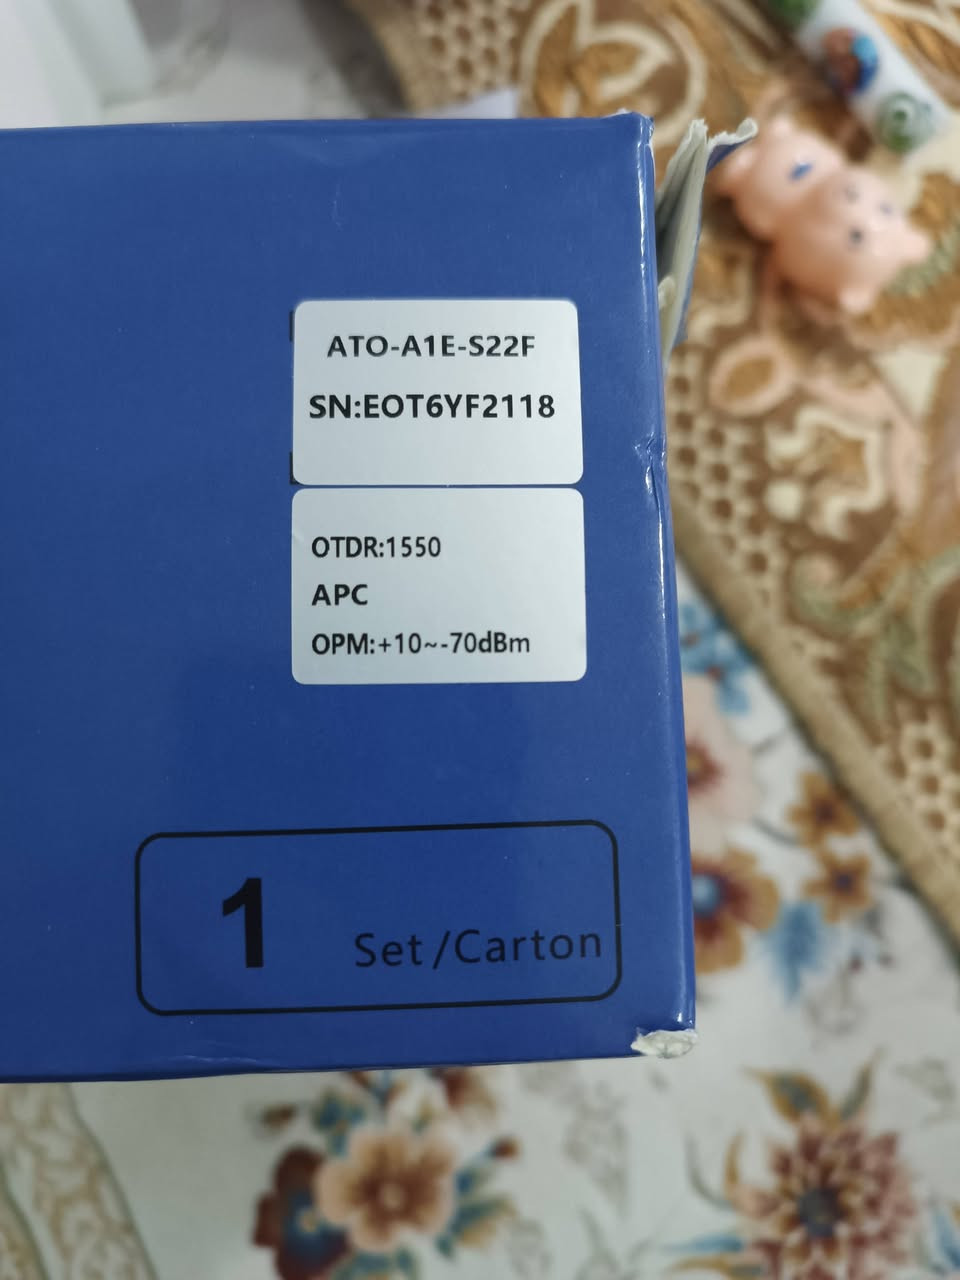 ATO-A1E-S22F
SN:EOT6YF2118
OTDR:1550
APC
OPM:+10~-70dBm
1 Set/Carton